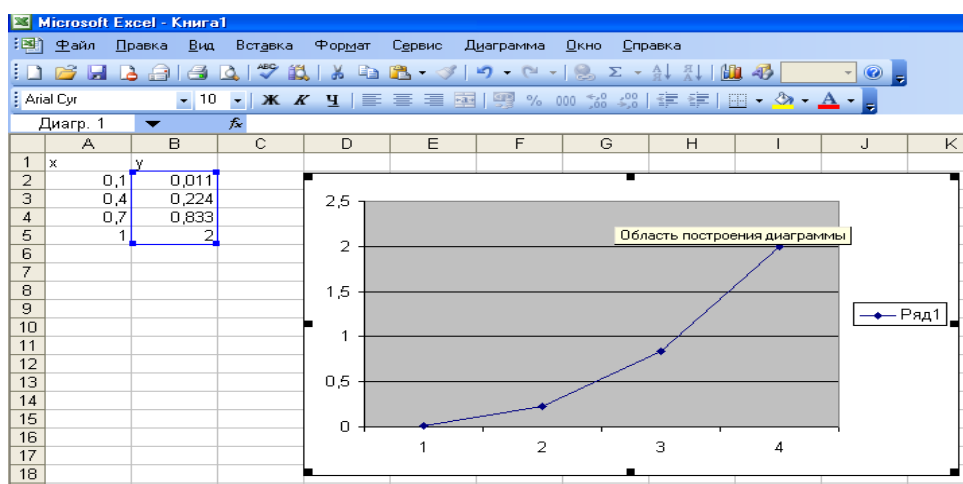 Microsoft Excel - Книга1
Файл Правка Вид Вставка Формат Сервис Диаграмма Окно Справка
Arial Cyr 10 Ж К Ч % 000
Диагр. 1 fx
A B C D E F G H I J K
1 x y
2 0,1 0,011
3 0,4 0,224
4 0,7 0,833
5 1 2
6
7
8
9
10
11
12
13
14
15
16
17
18
2,5
2
1,5
1
0,5
0
1 2 3 4
Область построения диаграммы
Ряд1